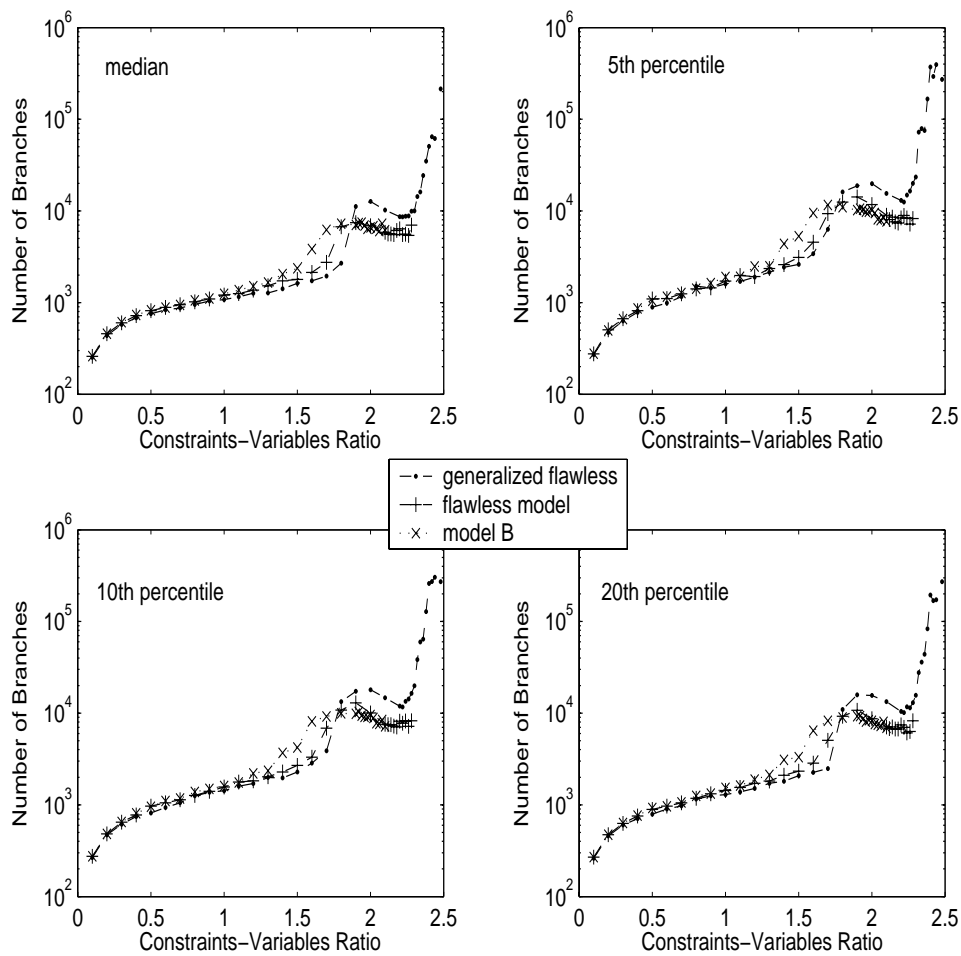 median
5th percentile
10^6
10^5
10^4
10^3
10^2
Number of Branches
0 0.5 1 1.5 2 2.5
Constraints-Variables Ratio
10^6
10^5
10^4
10^3
10^2
Number of Branches
0 0.5 1 1.5 2 2.5
Constraints-Variables Ratio
generalized flawless
flawless model
model B
10th percentile
20th percentile
10^6
10^5
10^4
10^3
10^2
Number of Branches
0 0.5 1 1.5 2 2.5
Constraints-Variables Ratio
10^6
10^5
10^4
10^3
10^2
Number of Branches
0 0.5 1 1.5 2 2.5
Constraints-Variables Ratio